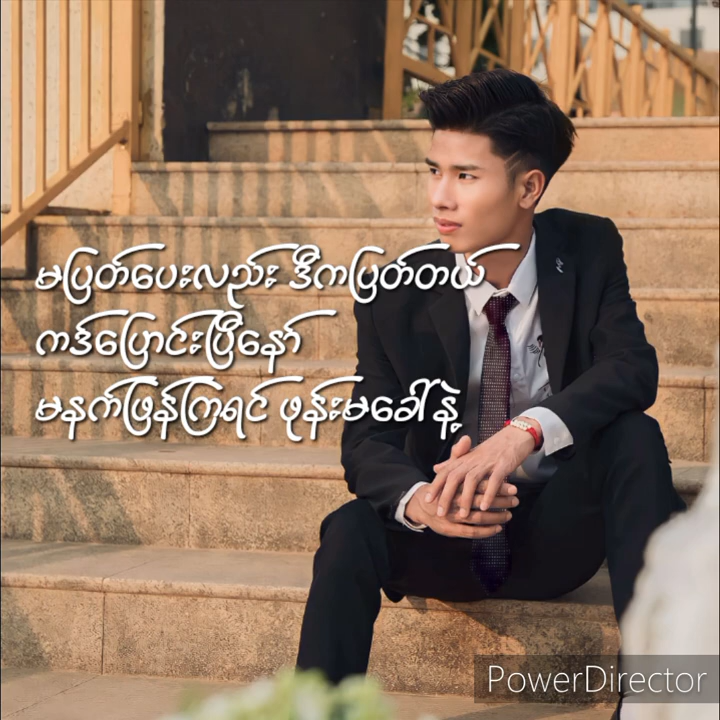 မပြတ်ပေးလည်း ဒီကပြတ်တယ်
ကဒ်ပြောင်းပြီနော်
မနက်ဖြန်ကြရင် ဖုန်းမခေါ်နဲ့
PowerDirector